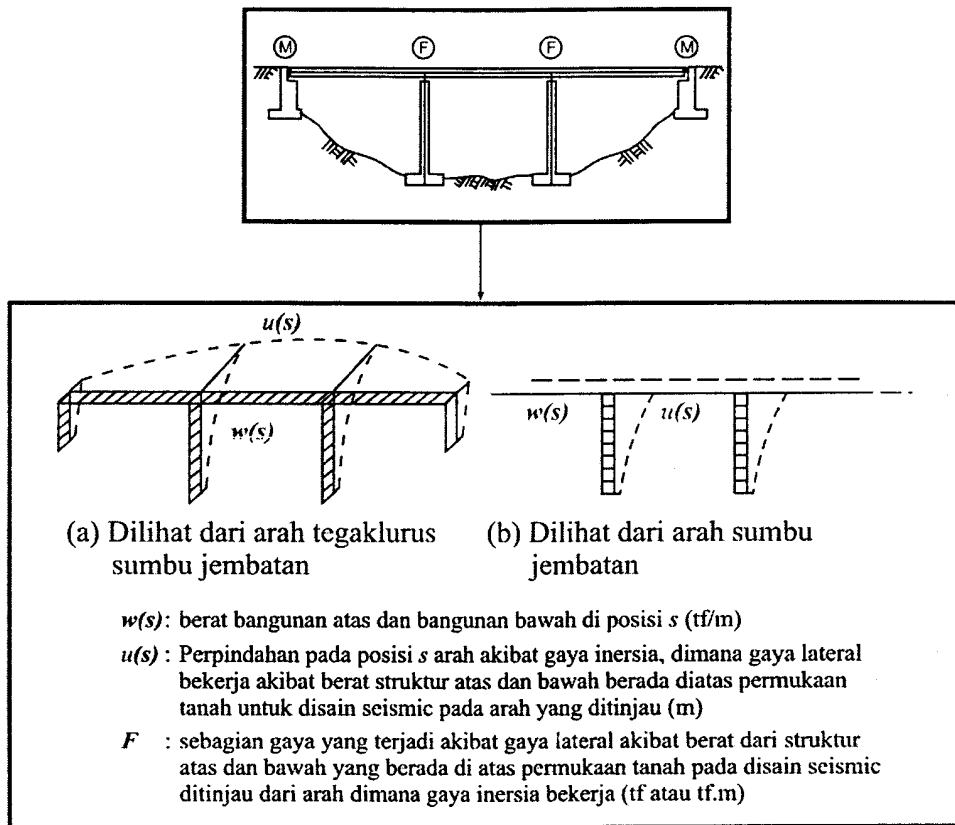 M F F M
u(s)
w(s)
w(s) u(s)
(a) Dilihat dari arah tegaklurus
sumbu jembatan
(b) Dilihat dari arah sumbu
jembatan
w(s): berat bangunan atas dan bangunan bawah di posisi s (tf/m)
u(s) : Perpindahan pada posisi s arah akibat gaya inersia, dimana gaya lateral
bekerja akibat berat struktur atas dan bawah berada diatas permukaan
tanah untuk disain seismic pada arah yang ditinjau (m)
F : sebagian gaya yang terjadi akibat gaya lateral akibat berat dari struktur
atas dan bawah yang berada di atas permukaan tanah pada disain seismic
ditinjau dari arah dimana gaya inersia bekerja (tf atau tf.m)